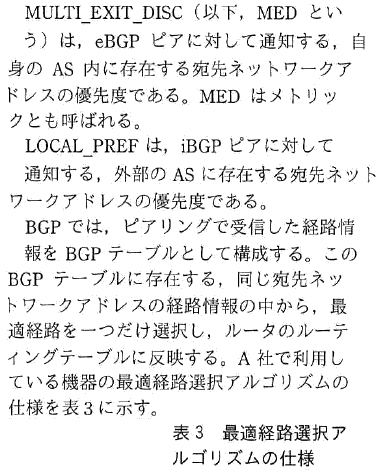 MULTI_EXIT_DISC（以下，MED とい
う）は，eBGP ピアに対して通知する，自
身の AS 内に存在する宛先ネットワークア
ドレスの優先度である。MED はメトリッ
クとも呼ばれる。
LOCAL_PREF は，iBGP ピアに対して
通知する，外部の AS に存在する宛先ネット
ワークアドレスの優先度である。
BGP では，ピアリングで受信した経路情
報を BGP テーブルとして構成する。この
BGP テーブルに存在する，同じ宛先ネッ
トワークアドレスの経路情報の中から，最
適経路を一つだけ選択し，ルータのルーテ
ィングテーブルに反映する。A 社で利用し
ている機器の最適経路選択アルゴリズムの
仕様を表3に示す。
表 3　最適経路選択ア
ルゴリズムの仕様